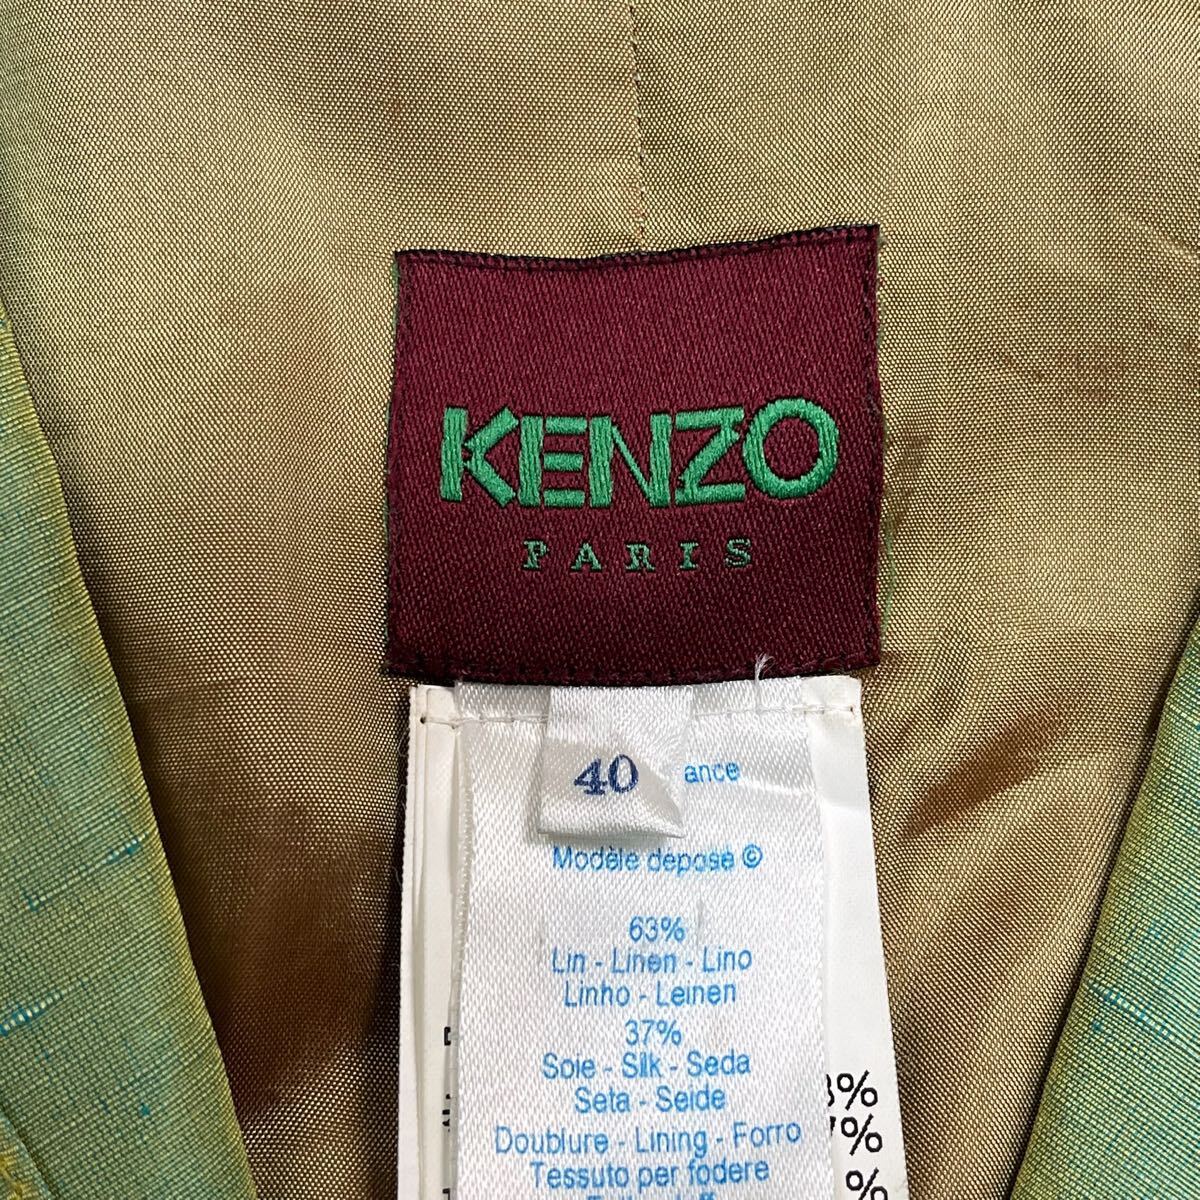 KENZO
PARIS
40
ance
Modèle déposé ©
63%
Lin - Linen - Lino
Linho - Leinen
37%
Soie - Silk - Seda
Seta - Seide
Doublure - Lining - Forro
Tessuto per fodere
%
%
%